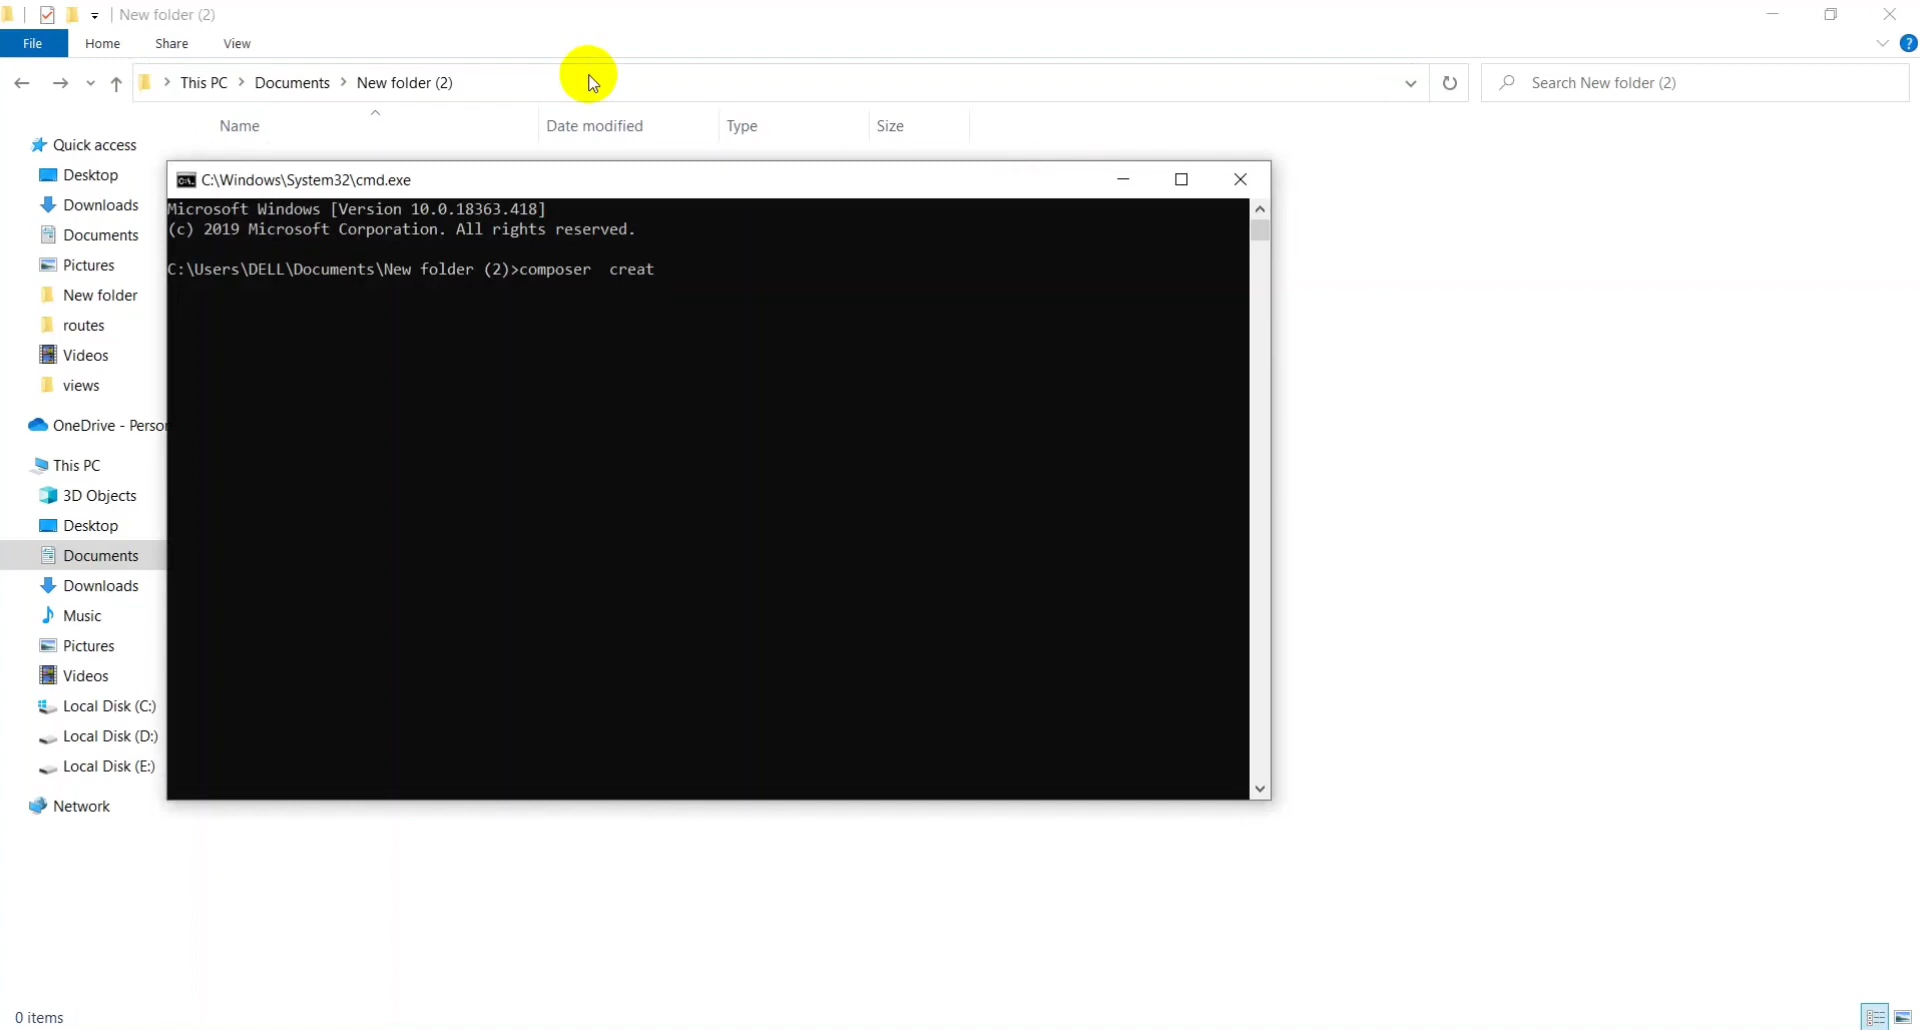 New folder (2)
File Home Share View
This PC Documents New folder (2) Search New folder (2)
Name Date modified Type Size
Quick access
Desktop
Downloads
Documents
Pictures
New folder
routes
Videos
views
OneDrive - Person
This PC
3D Objects
Desktop
Documents
Downloads
Music
Pictures
Videos
Local Disk (C:)
Local Disk (D:)
Local Disk (E:)
Network
C:\Windows\System32\cmd.exe
Microsoft Windows [Version 10.0.18363.418]
(c) 2019 Microsoft Corporation. All rights reserved.
C:\Users\DELL\Documents\New folder (2)>composer  creat
0 items